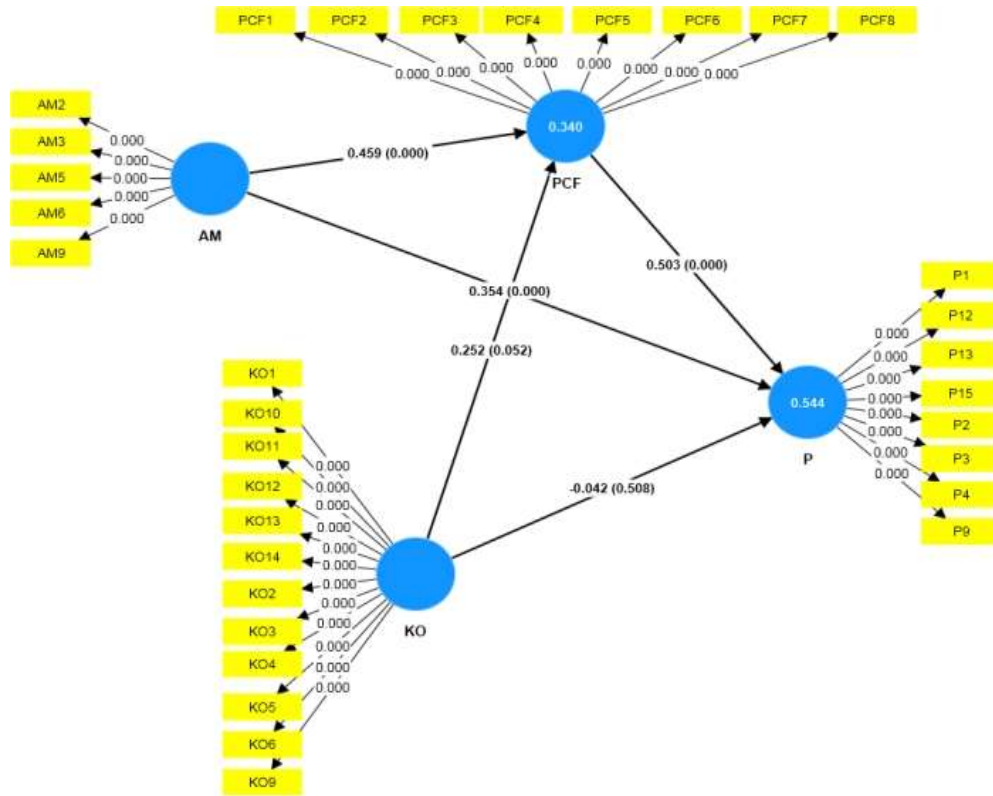 PCF1 PCF2 PCF3 PCF4 PCF5 PCF6 PCF7 PCF8
0.000 0.000 0.000 0.000 0.000 0.000 0.000 0.000
0.340
PCF
AM2
AM3
AM5
AM6
AM9
0.000
0.000
0.000
0.000
0.000
AM
0.459 (0.000)
0.354 (0.000)
0.503 (0.000)
0.252 (0.052)
-0.042 (0.508)
P1
P12
P13
P15
P2
P3
P4
P9
0.000
0.000
0.000
0.000
0.000
0.000
0.000
0.000
0.544
P
KO1
KO10
KO11
KO12
KO13
KO14
KO2
KO3
KO4
KO5
KO6
KO9
0.000
0.000
0.000
0.000
0.000
0.000
0.000
0.000
0.000
0.000
0.000
0.000
KO